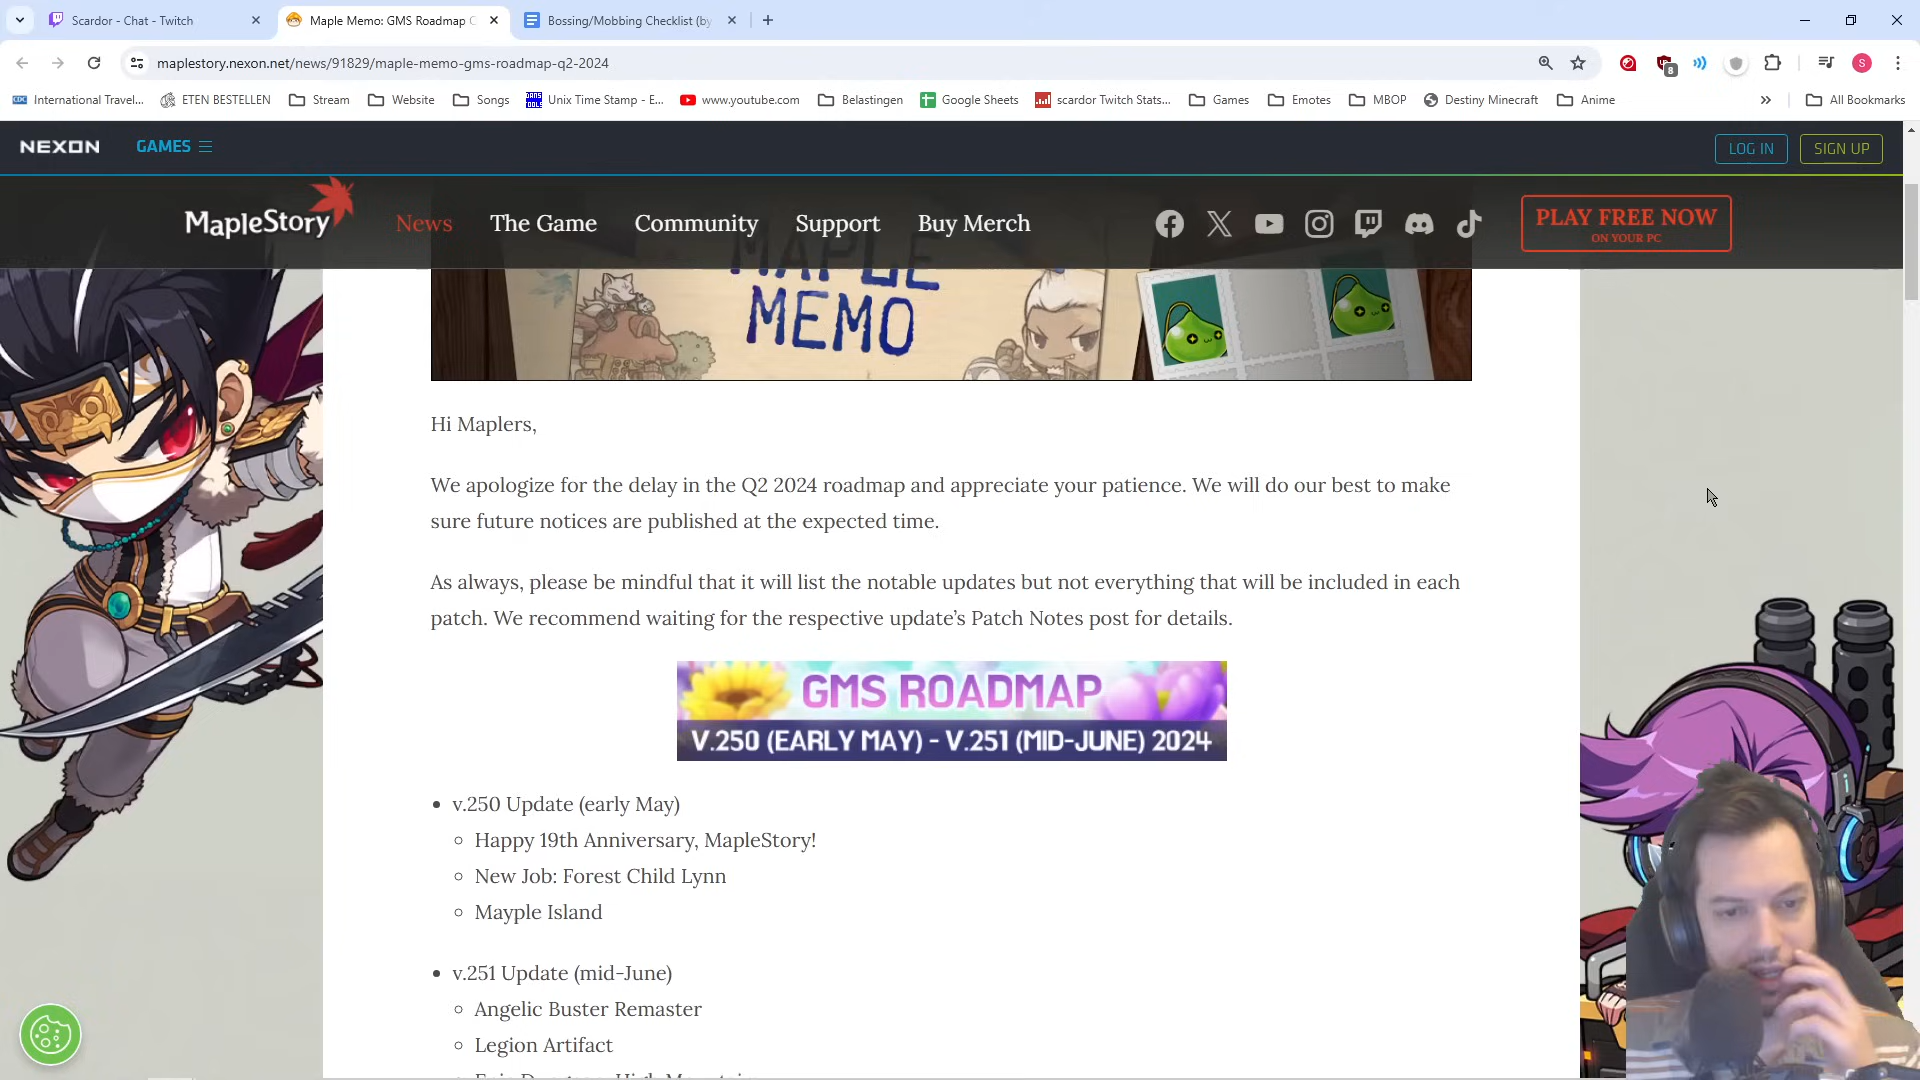 Scardor - Chat - Twitch
Maple Memo: GMS Roadmap
Bossing/Mobbing Checklist (by
maplestory.nexon.net/news/91829/maple-memo-gms-roadmap-q2-2024
8
S
International Travel...
ETEN BESTELLEN
Stream
Website
Songs
Unix Time Stamp - E...
www.youtube.com
Belastingen
Google Sheets
scardor Twitch Stats...
Games
Emotes
MBOP
Destiny Minecraft
Anime
All Bookmarks
NEXON
GAMES
LOG IN
SIGN UP
MapleStory
News
The Game
Community
Support
Buy Merch
PLAY FREE NOW
ON YOUR PC
MAPLE
MEMO
Hi Maplers,
We apologize for the delay in the Q2 2024 roadmap and appreciate your patience. We will do our best to make
sure future notices are published at the expected time.
As always, please be mindful that it will list the notable updates but not everything that will be included in each
patch. We recommend waiting for the respective update’s Patch Notes post for details.
GMS ROADMAP
V.250 (EARLY MAY) - V.251 (MID-JUNE) 2024
v.250 Update (early May)
Happy 19th Anniversary, MapleStory!
New Job: Forest Child Lynn
Mayple Island
v.251 Update (mid-June)
Angelic Buster Remaster
Legion Artifact